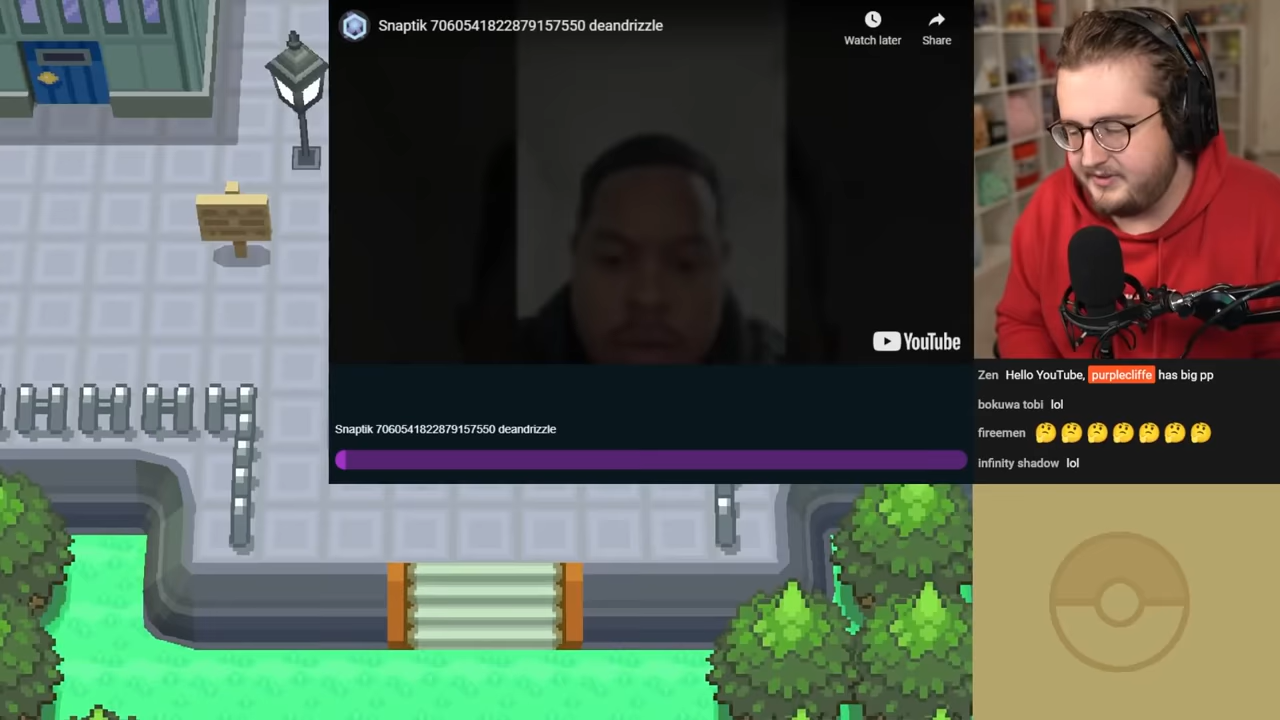 Snaptik 7060541822879157550 deandrizzle
Watch later
Share
YouTube
Snaptik 7060541822879157550 deandrizzle
Zen Hello YouTube, purplecliffe has big pp
bokuwa tobi lol
fireemen 🤔🤔🤔🤔🤔🤔🤔
infinity shadow lol